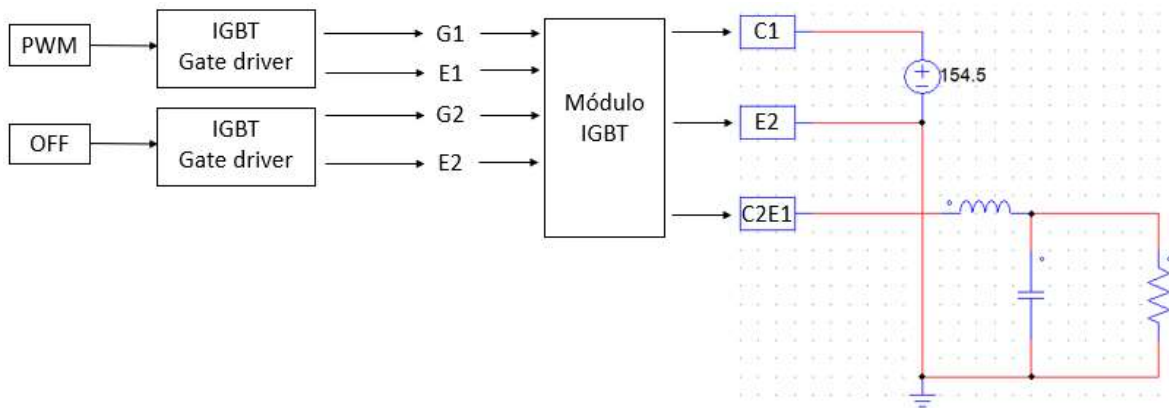 PWM
IGBT
Gate driver
G1
E1
OFF
IGBT
Gate driver
G2
E2
Módulo
IGBT
C1
154.5
E2
C2E1